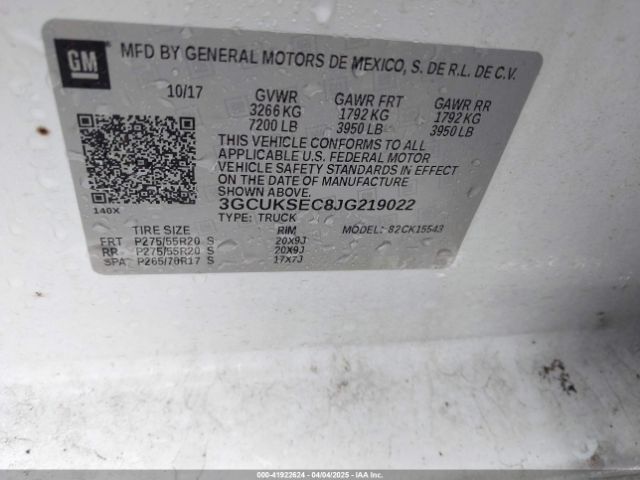 GM
MFD BY GENERAL MOTORS DE MEXICO, S. DE R.L. DE C.V.
10/17 GVWR GAWR FRT GAWR RR
3266 KG 1792 KG 1792 KG
7200 LB 3950 LB 3950 LB
THIS VEHICLE CONFORMS TO ALL
APPLICABLE U.S. FEDERAL MOTOR
VEHICLE SAFETY STANDARDS IN EFFECT
ON THE DATE OF MANUFACTURE
SHOWN ABOVE.
140X 3GCUKSEC8JG219022
TYPE: TRUCK
TIRE SIZE RIM MODEL: 82CK15543
FRT P275/55R20 S 20X9J
RR P275/55R20 S 20X9J
SPA P265/70R17 S 17X7J
000-41922624 - 04/04/2025 - IAA Inc.